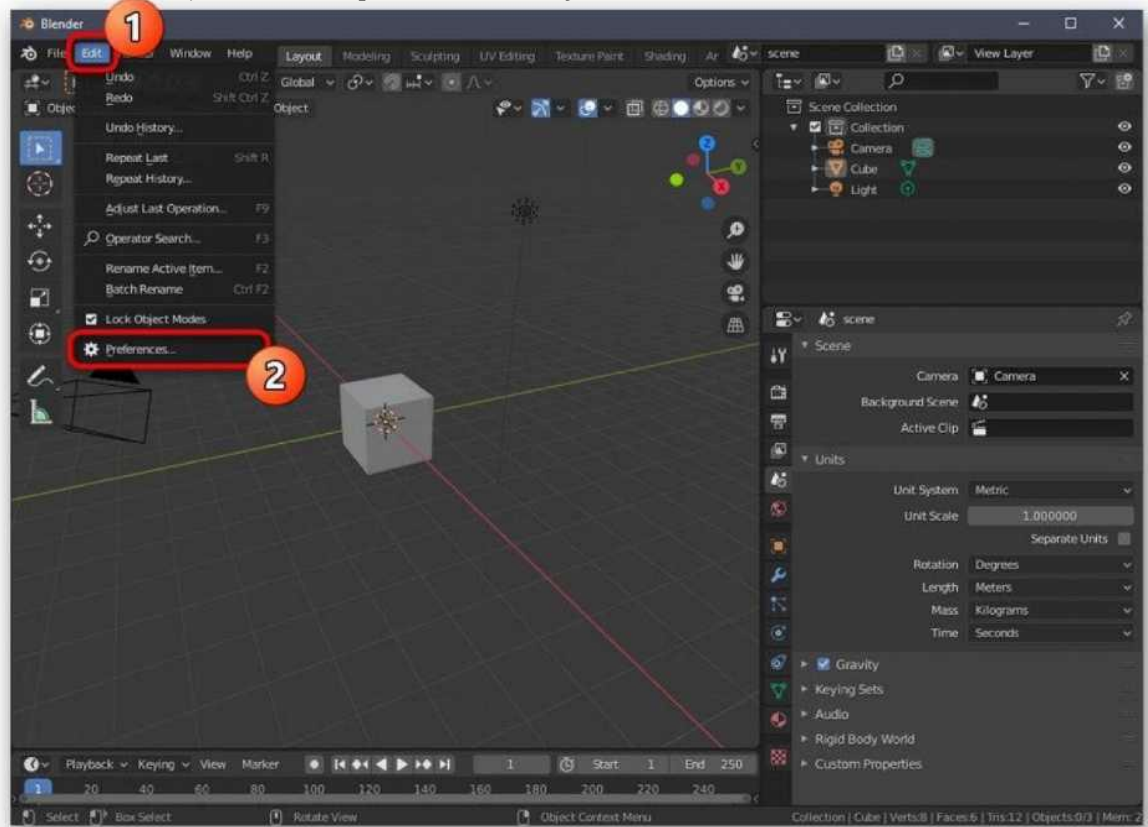 Blender
1
File Edit Window Help Layout Modeling Sculpting UV Editing Texture Paint Shading scene View Layer
Global Options
Object
Undo Ctrl Z
Redo Shift Ctrl Z
Undo History...
Repeat Last Shift R
Repeat History...
Adjust Last Operation... F9
Operator Search... F3
Rename Active Item... F2
Batch Rename Ctrl F2
Lock Object Modes
Preferences...
2
Z
Y
X
Scene Collection
Collection
Camera
Cube
Light
scene
Scene
Camera Camera
Background Scene
Active Clip
Units
Unit System Metric
Unit Scale 1.000000
Separate Units
Rotation Degrees
Length Meters
Mass Kilograms
Time Seconds
Gravity
Keying Sets
Audio
Rigid Body World
Custom Properties
Playback Keying View Marker 1 Start 1 End 250
1 20 40 60 80 100 120 140 160 180 200 220 240
Select Box Select Rotate View Object Context Menu Collection | Cube | Verts:8 | Faces:6 | Tris:12 | Objects:0/3 | Mem: